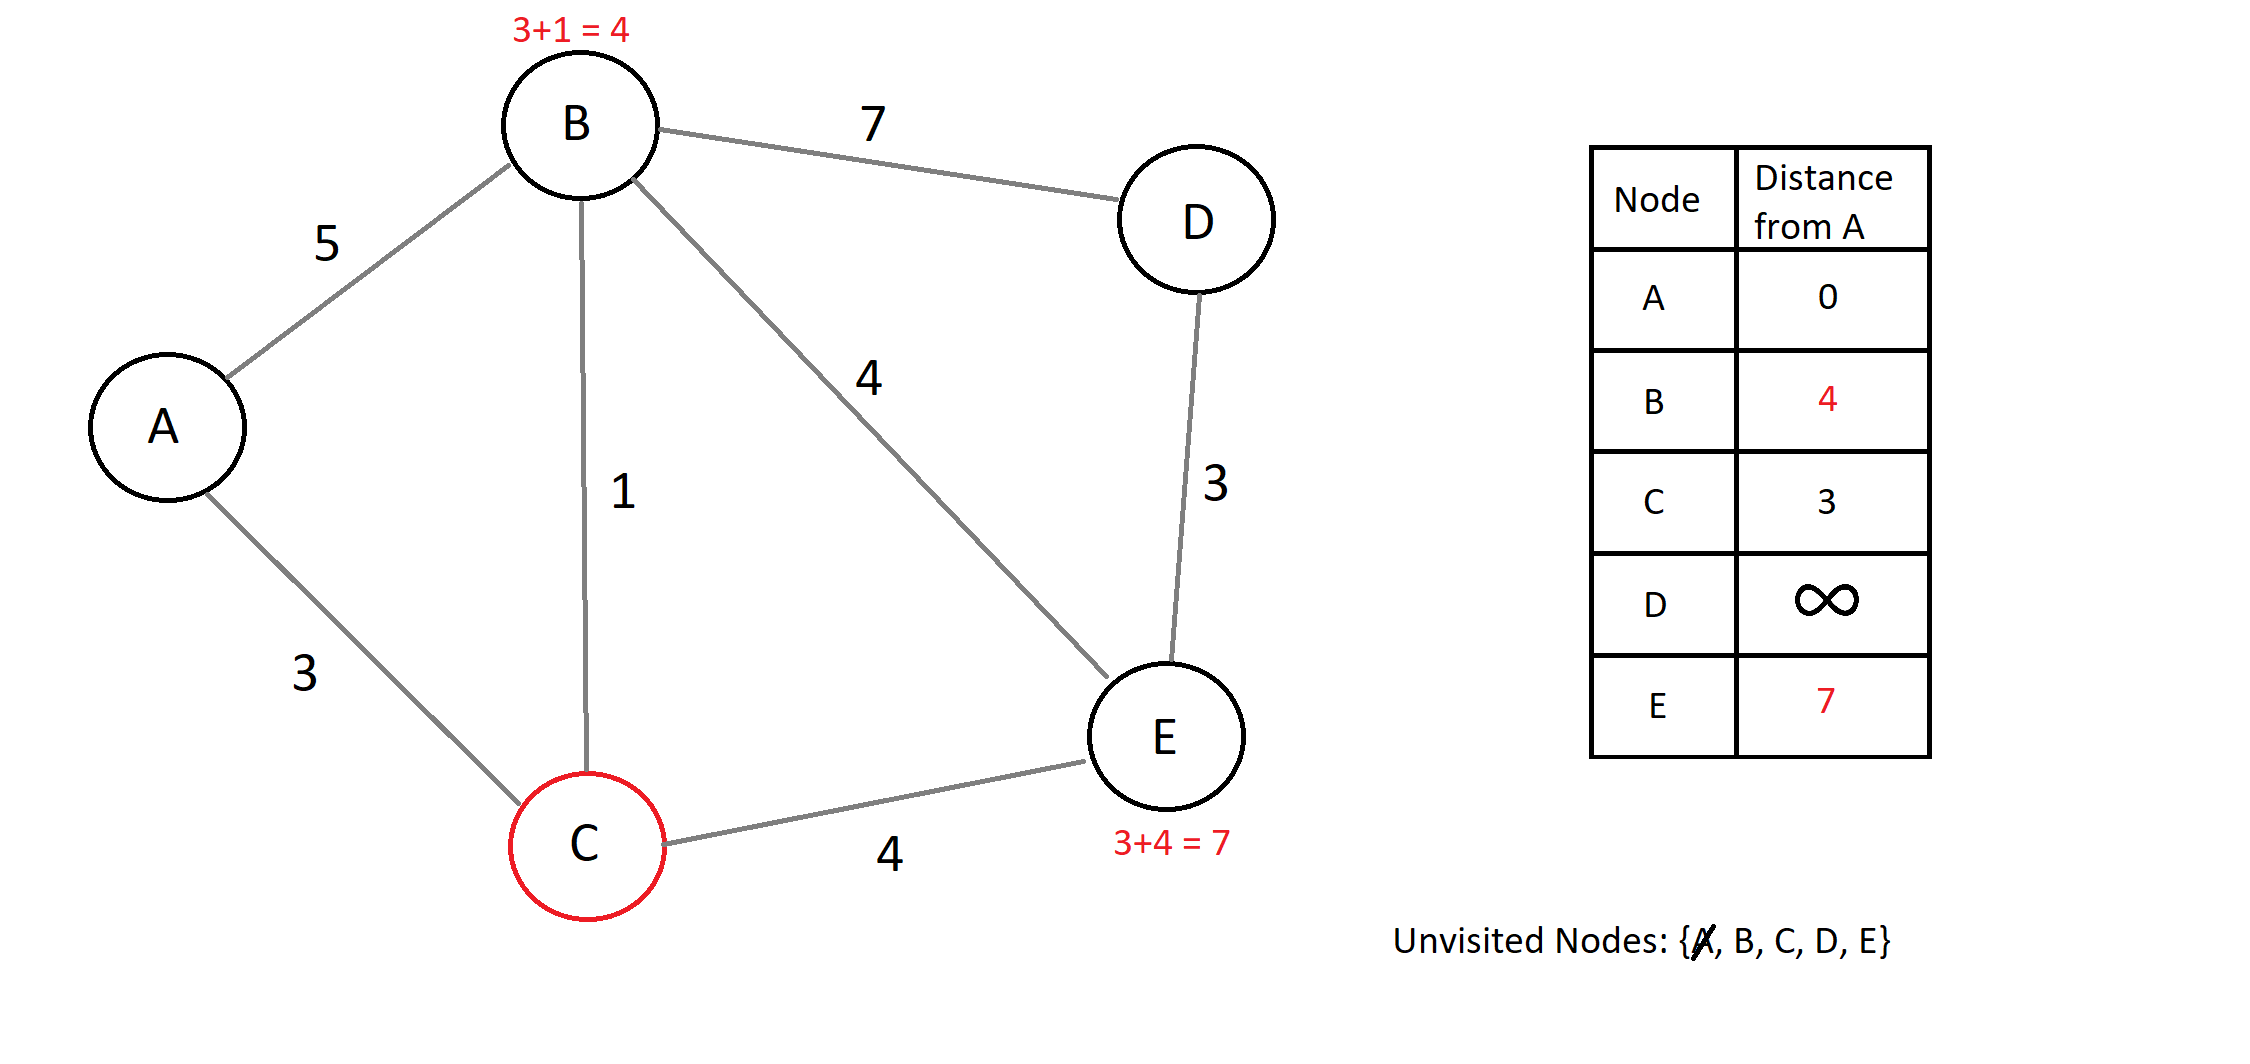 3+1 = 4
B
7
D
5
4
A
3
1
3
C
4
E
3+4 = 7
Node
Distance
from A
A
0
B
4
C
3
D
∞
E
7
Unvisited Nodes: {A, B, C, D, E}